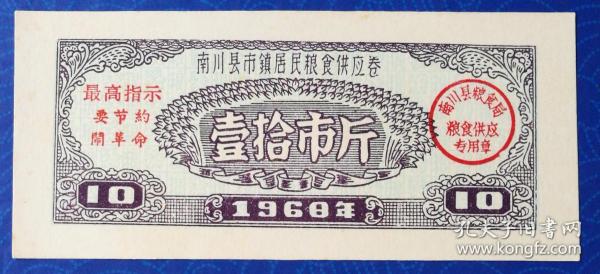 南川县市镇居民粮食供应卷
最高指示
要节约
闹革命
壹拾市斤
南川县粮食局
粮食供应
专用章
10
10
1968年
孔夫子旧书网
www.kongfz.com